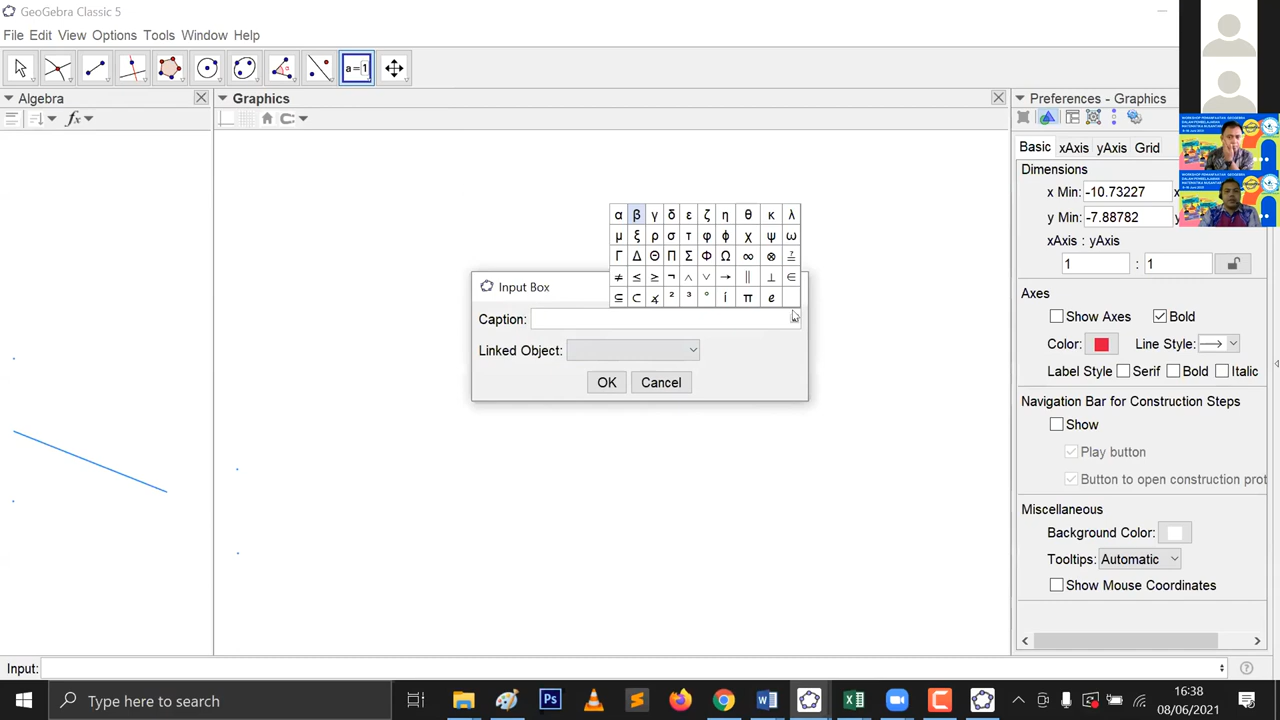 GeoGebra Classic 5
File Edit View Options Tools Window Help
a=1
Algebra
Graphics
Preferences - Graphics
fx
Basic xAxis yAxis Grid
Dimensions
x Min: -10.73227
y Min: -7.88782
xAxis : yAxis
1 : 1
Axes
Show Axes Bold
Color: Line Style:
Label Style Serif Bold Italic
Navigation Bar for Construction Steps
Show
Play button
Button to open construction prot
Miscellaneous
Background Color:
Tooltips: Automatic
Show Mouse Coordinates
α β γ δ ε ζ η θ κ λ
μ ξ ρ σ τ φ ϕ χ ψ ω
Γ Δ Θ Π Σ Φ Ω ∞ ⊗ ≟
≠ ≤ ≥ ¬ ∧ ∨ → ∥ ⊥ ∈
⊆ ⊂ ∡ ² ³ ° í π e
Input Box
Caption:
Linked Object:
OK Cancel
Input:
Type here to search
16:38
08/06/2021